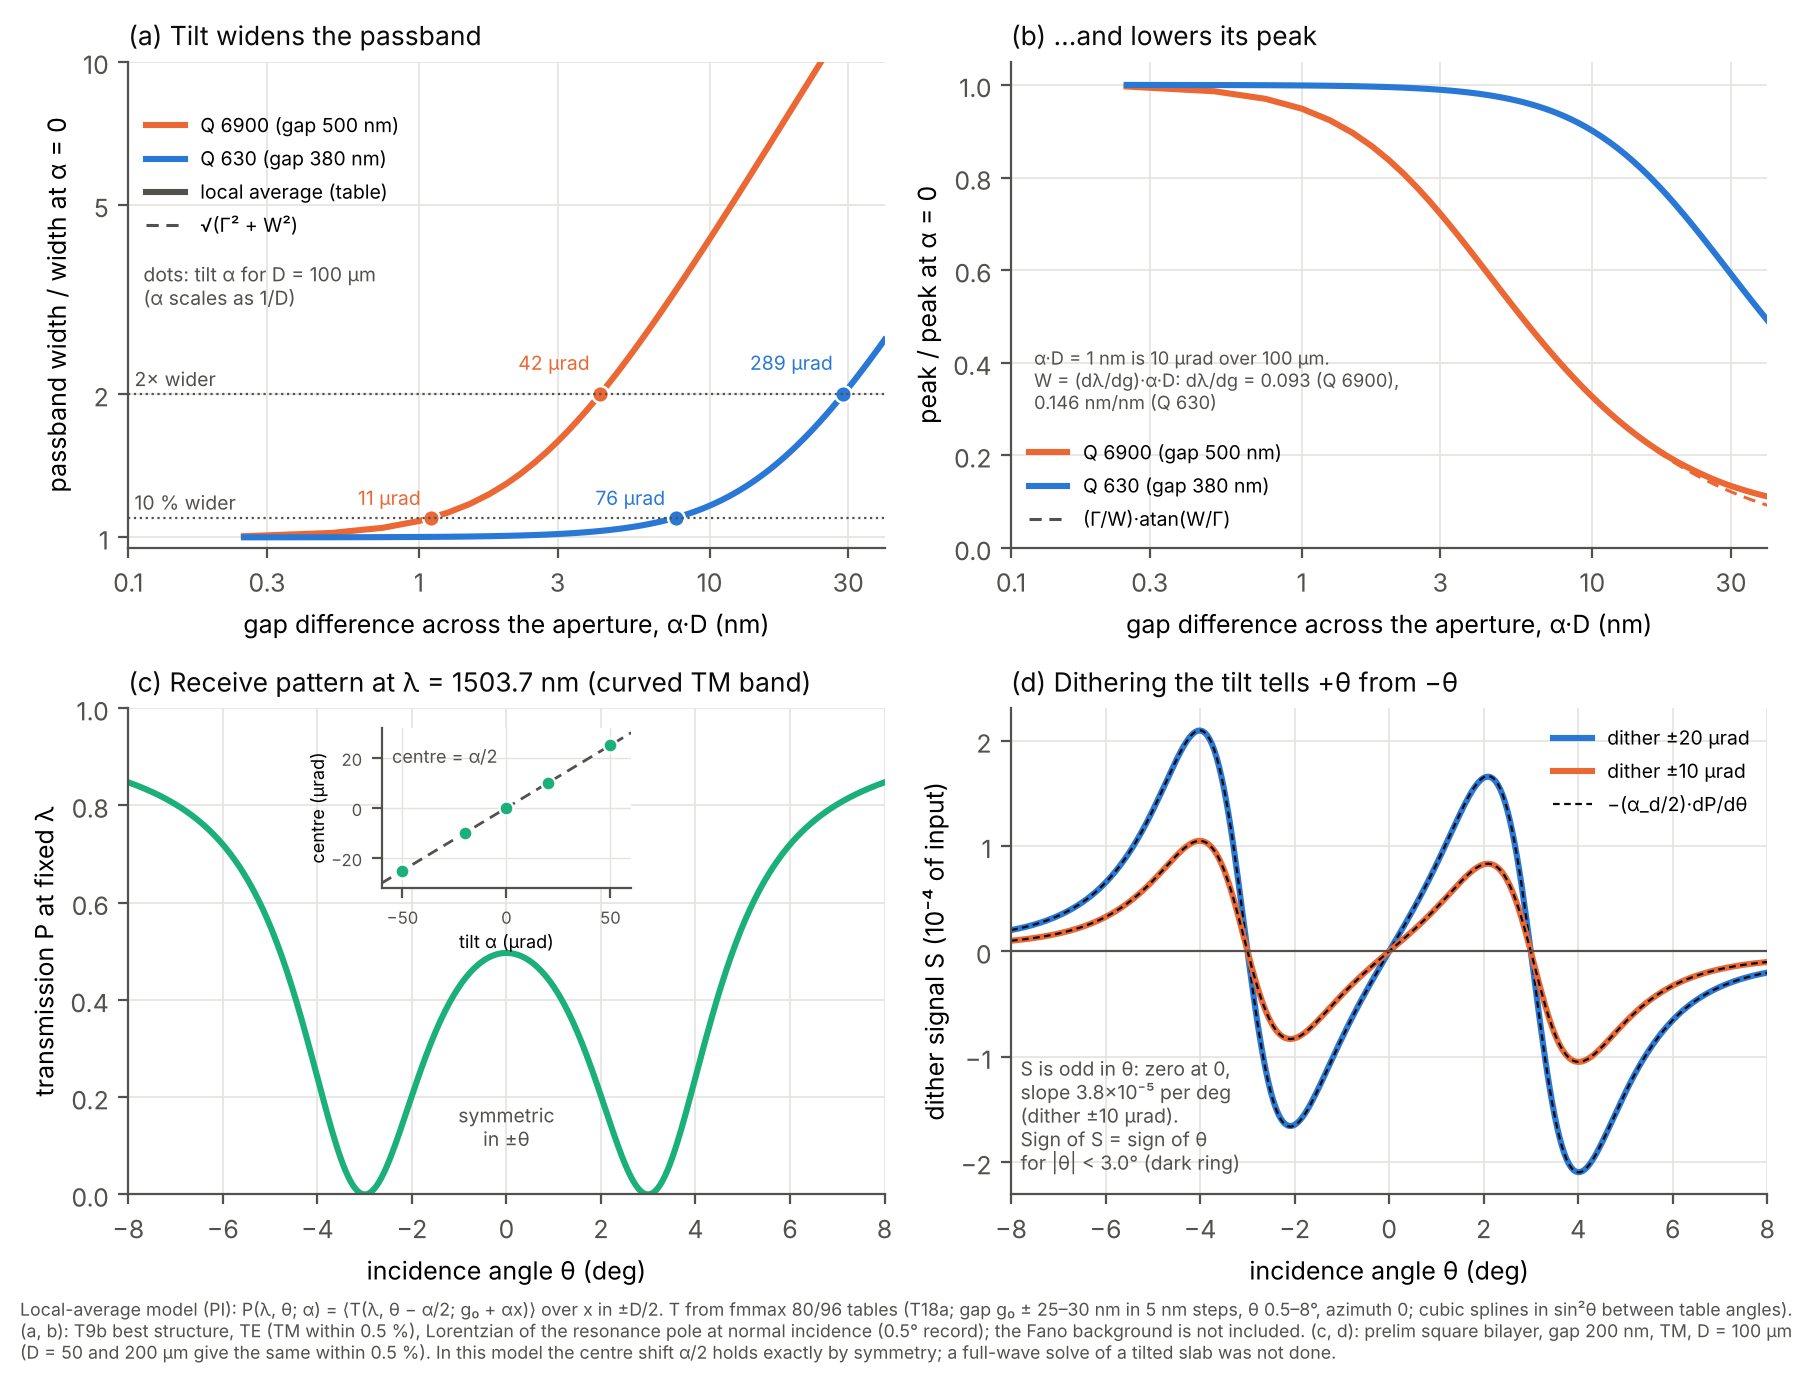 (a) Tilt widens the passband
passband width / width at α = 0
10
5
2
1
Q 6900 (gap 500 nm)
Q 630 (gap 380 nm)
local average (table)
√(Γ² + W²)
dots: tilt α for D = 100 μm
(α scales as 1/D)
42 μrad
289 μrad
2× wider
11 μrad
76 μrad
10 % wider
0.1
0.3
1
3
10
30
gap difference across the aperture, α·D (nm)
(b) ...and lowers its peak
peak / peak at α = 0
1.0
0.8
0.6
0.4
0.2
0.0
α·D = 1 nm is 10 μrad over 100 μm.
W = (dλ/dg)·α·D: dλ/dg = 0.093 (Q 6900),
0.146 nm/nm (Q 630)
Q 6900 (gap 500 nm)
Q 630 (gap 380 nm)
(Γ/W)·atan(W/Γ)
0.1
0.3
1
3
10
30
gap difference across the aperture, α·D (nm)
(c) Receive pattern at λ = 1503.7 nm (curved TM band)
transmission P at fixed λ
1.0
0.8
0.6
0.4
0.2
0.0
centre (μrad)
20
0
−20
centre = α/2
−50
0
50
tilt α (μrad)
symmetric
in ±θ
−8
−6
−4
−2
0
2
4
6
8
incidence angle θ (deg)
(d) Dithering the tilt tells +θ from −θ
dither signal S (10⁻⁴ of input)
2
1
0
−1
−2
dither ±20 μrad
dither ±10 μrad
−(α_d/2)·dP/dθ
S is odd in θ: zero at 0,
slope 3.8×10⁻⁵ per deg
(dither ±10 μrad).
Sign of S = sign of θ
for |θ| < 3.0° (dark ring)
−8
−6
−4
−2
0
2
4
6
8
incidence angle θ (deg)
Local-average model (PI): P(λ, θ; α) = ⟨T(λ, θ − α/2; g₀ + αx)⟩ over x in ±D/2. T from fmmax 80/96 tables (T18a; gap g₀ ± 25–30 nm in 5 nm steps, θ 0.5–8°, azimuth 0; cubic splines in sin²θ between table angles).
(a, b): T9b best structure, TE (TM within 0.5 %), Lorentzian of the resonance pole at normal incidence (0.5° record); the Fano background is not included. (c, d): prelim square bilayer, gap 200 nm, TM, D = 100 μm
(D = 50 and 200 μm give the same within 0.5 %). In this model the centre shift α/2 holds exactly by symmetry; a full-wave solve of a tilted slab was not done.